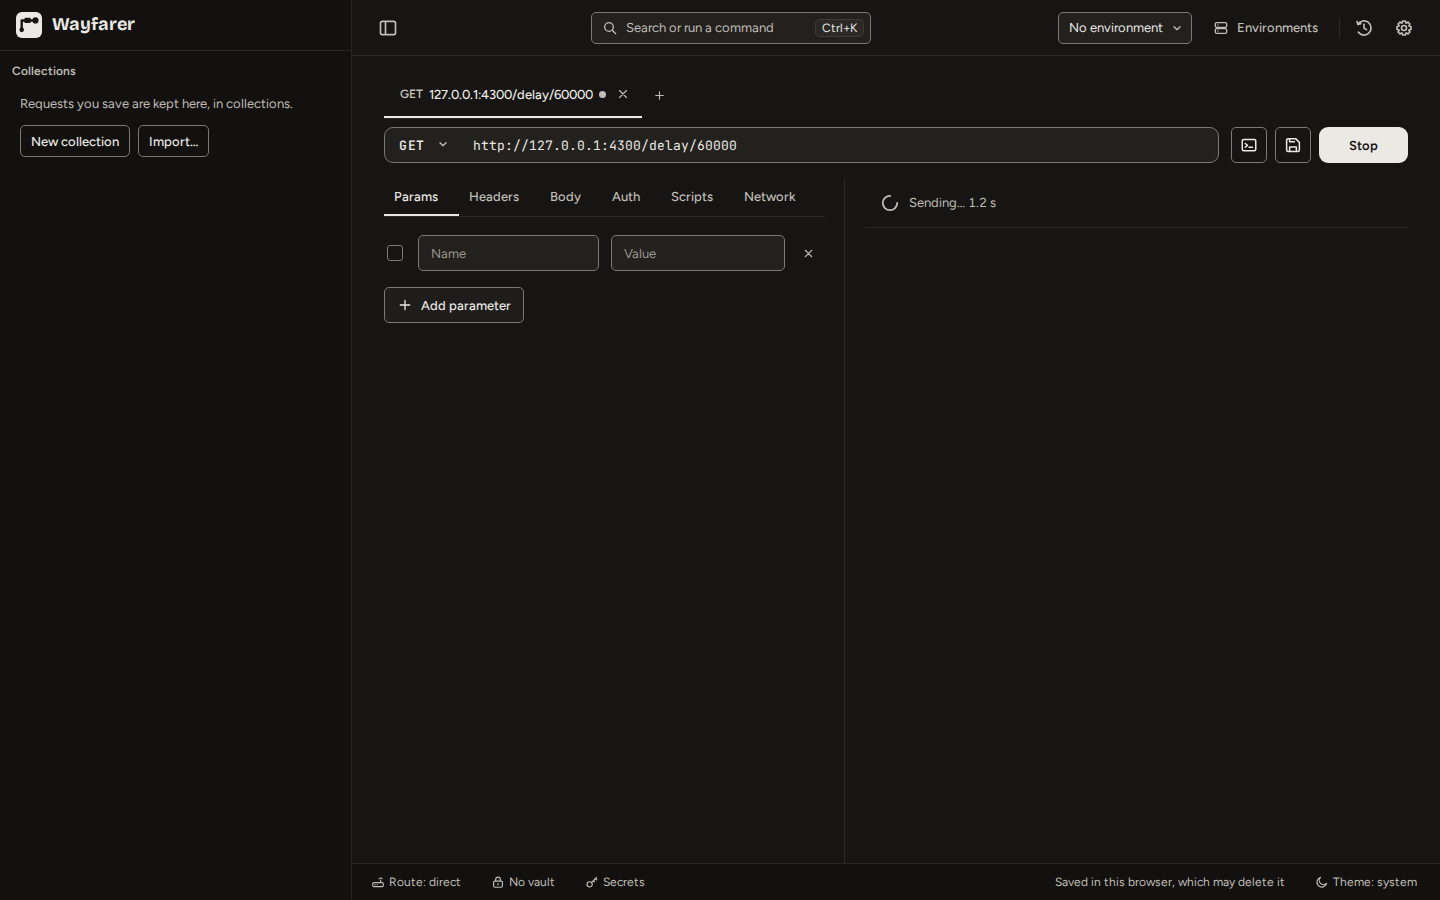 Wayfarer
Search or run a command Ctrl+K
No environment
Environments
Collections
Requests you save are kept here, in collections.
New collection
Import...
GET 127.0.0.1:4300/delay/60000
GET http://127.0.0.1:4300/delay/60000
Stop
Params Headers Body Auth Scripts Network
Sending... 1.2 s
Name Value
Add parameter
Route: direct No vault Secrets
Saved in this browser, which may delete it
Theme: system